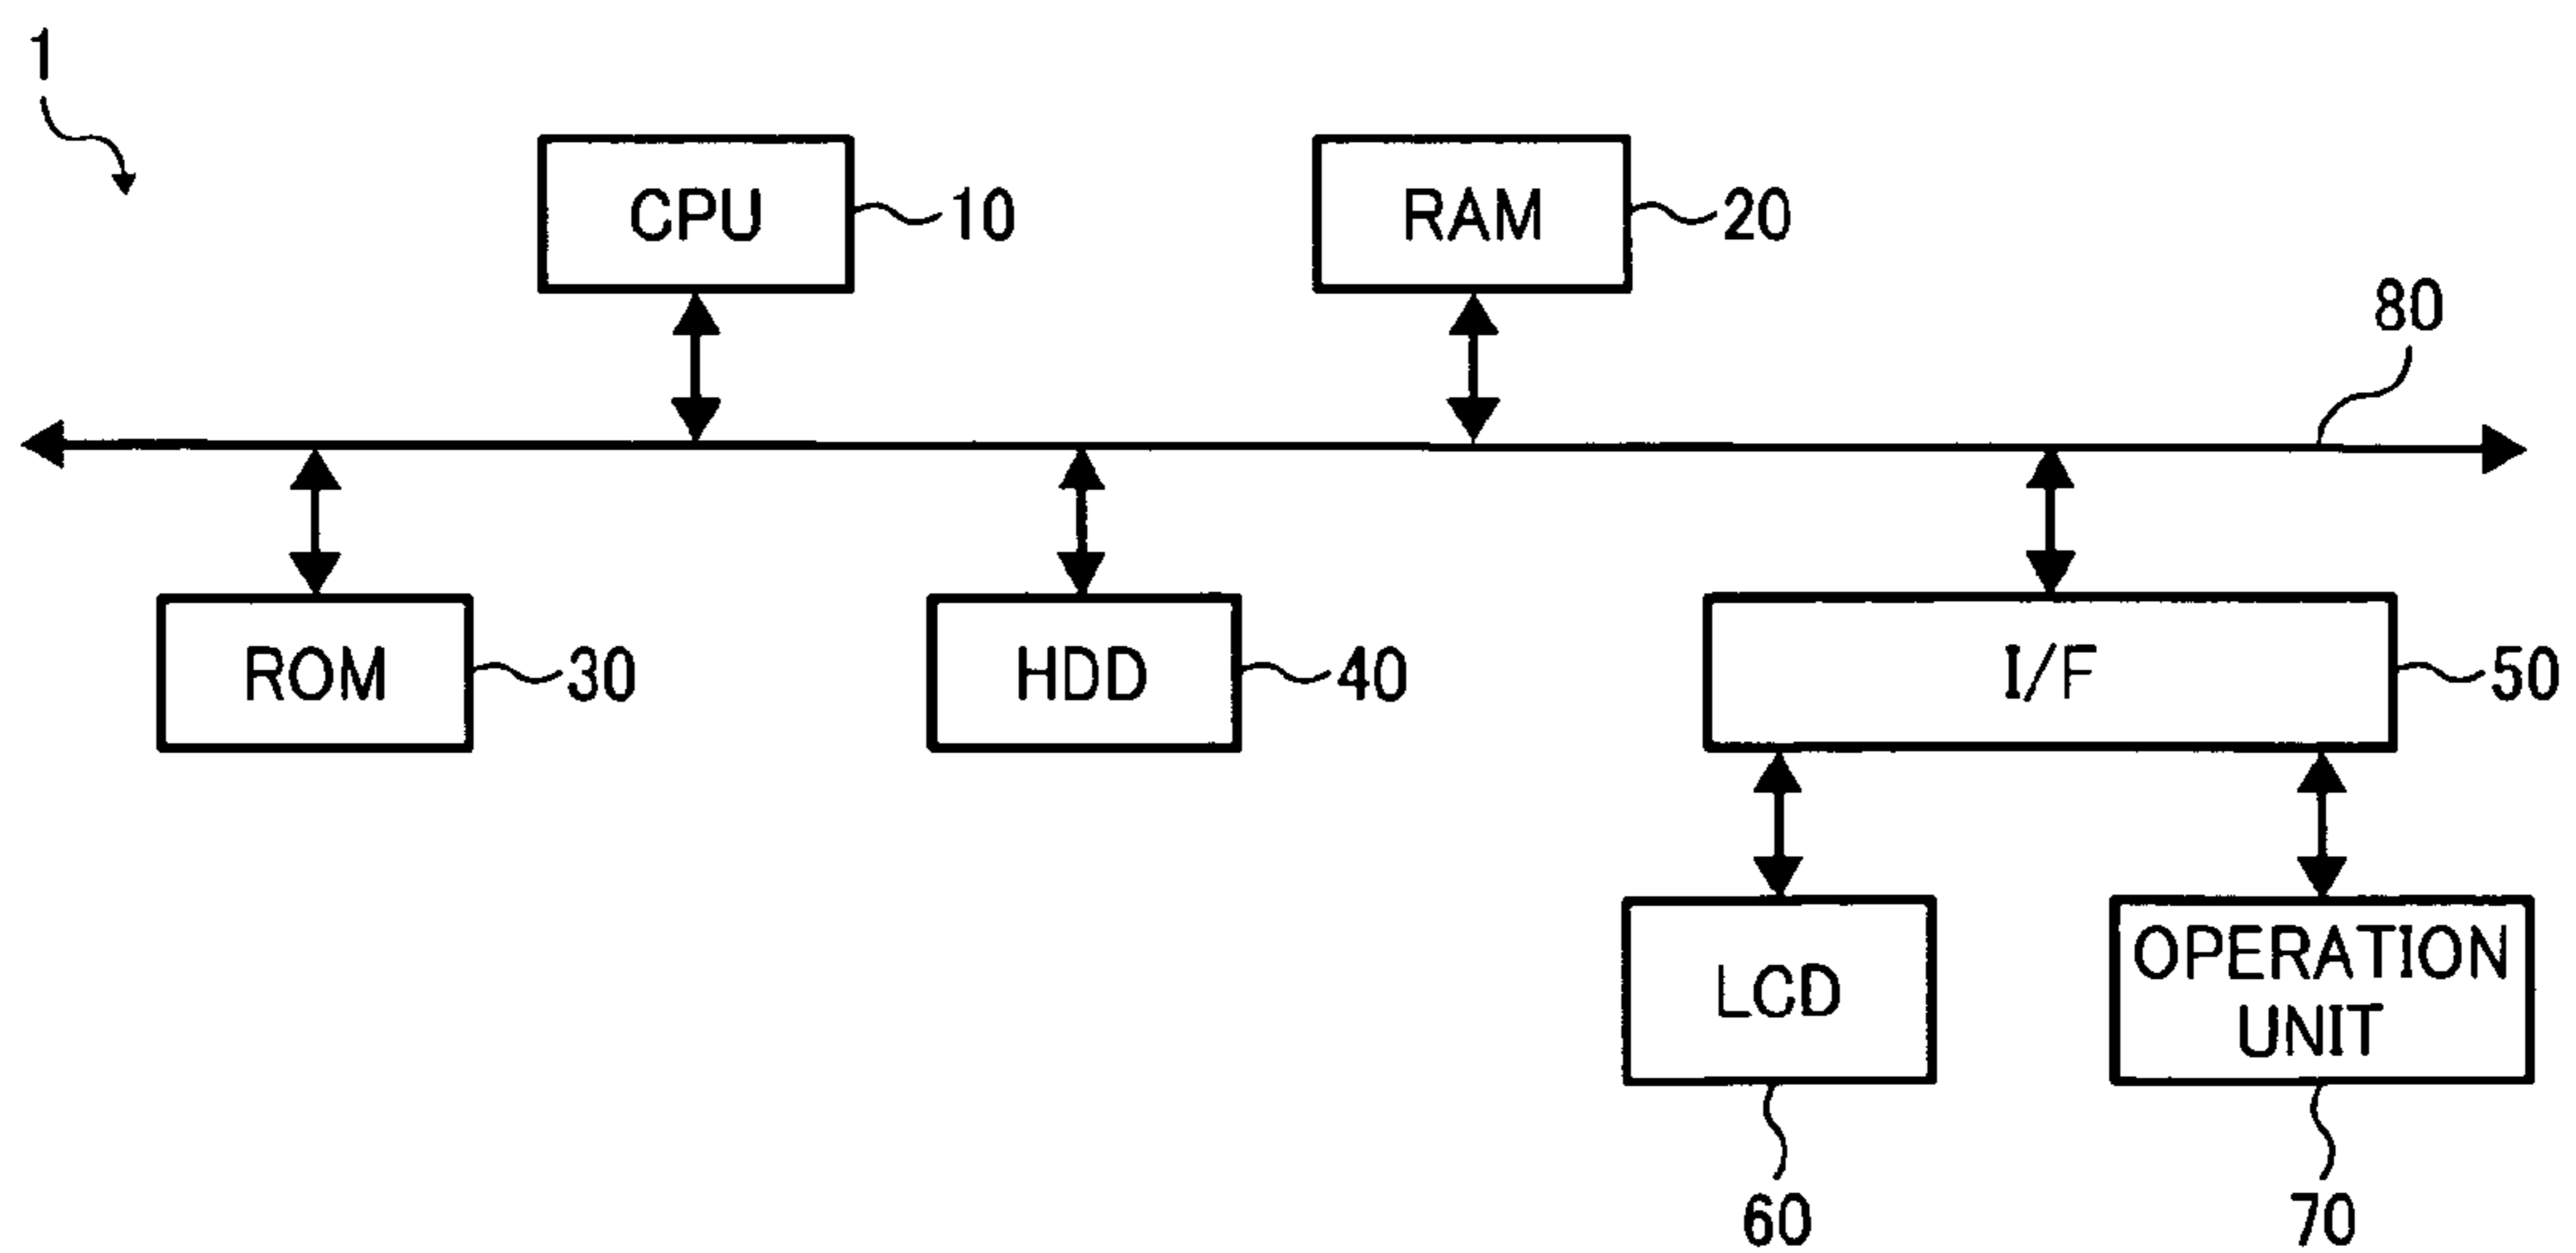 1
CPU
10
RAM
20
80
ROM
30
HDD
40
I/F
50
LCD
OPERATION
UNIT
60
70